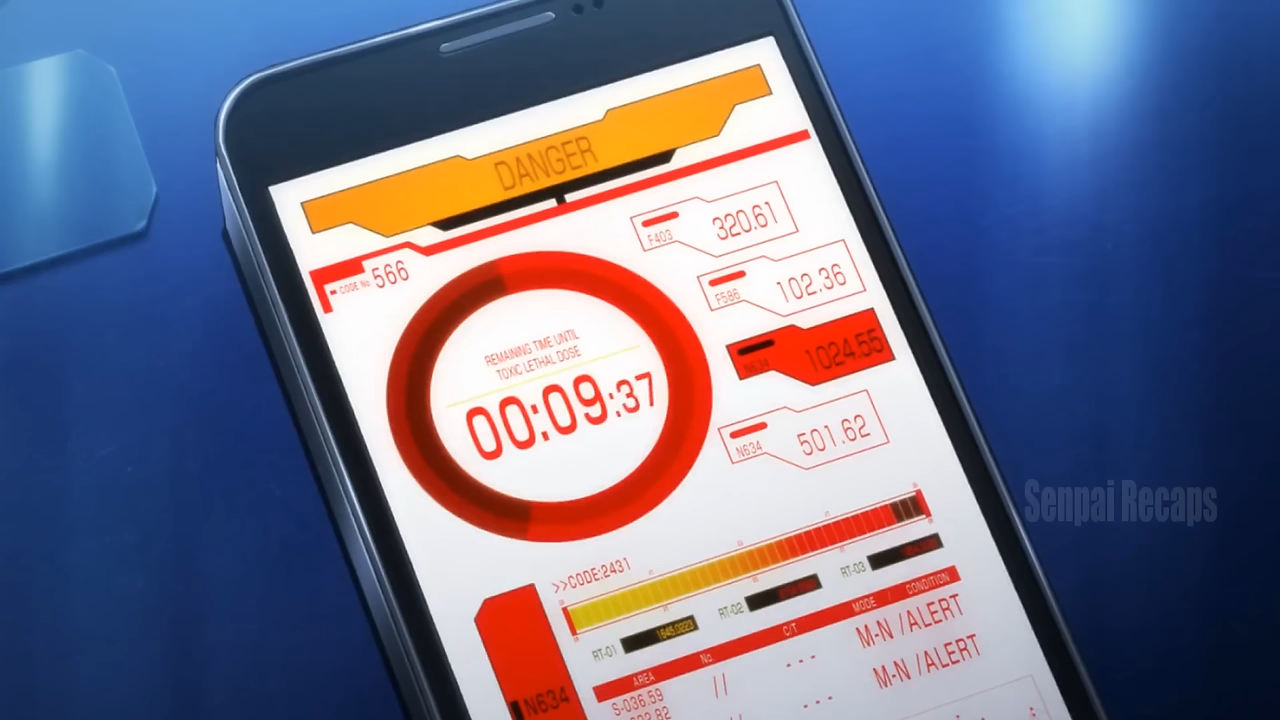 DANGER
CODE No 566
F403 320.61
F586 102.36
N634 1024.55
N634 501.62
REMAINING TIME UNTIL
TOXIC LETHAL DOSE
00:09:37
>>CODE:2431
RT-01
RT-02
RT-03
AREA No. C/T MODE / CONDITION
S-036.59 // --- M-N /ALERT
--- M-N /ALERT
N634
Senpai Recaps